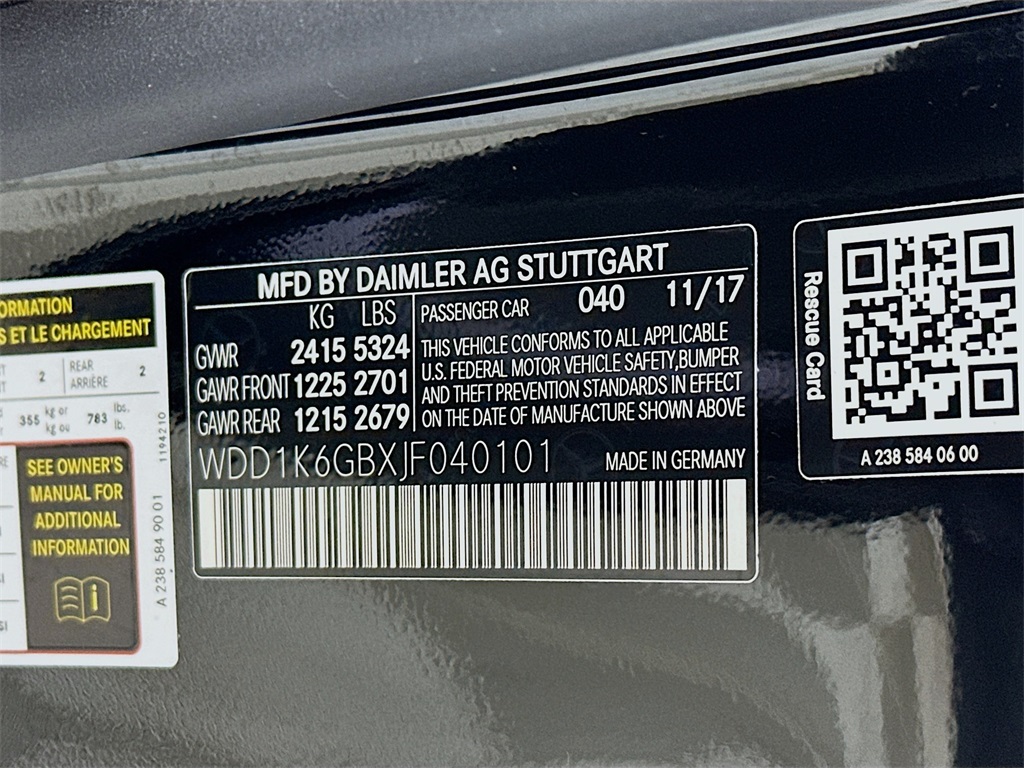 ORMATION
S ET LE CHARGEMENT
2
REAR
ARRIÈRE
2
355
kg or
kg ou
783
lbs.
lb.
SEE OWNER'S
MANUAL FOR
ADDITIONAL
INFORMATION
1194210
A 238 584 90 01
MFD BY DAIMLER AG STUTTGART
KG LBS
GVWR 2415 5324
GAWR FRONT 1225 2701
GAWR REAR 1215 2679
PASSENGER CAR 040 11/17
THIS VEHICLE CONFORMS TO ALL APPLICABLE
U.S. FEDERAL MOTOR VEHICLE SAFETY,BUMPER
AND THEFT PREVENTION STANDARDS IN EFFECT
ON THE DATE OF MANUFACTURE SHOWN ABOVE
WDD1K6GBXJF040101
MADE IN GERMANY
Rescue Card
A 238 584 06 00